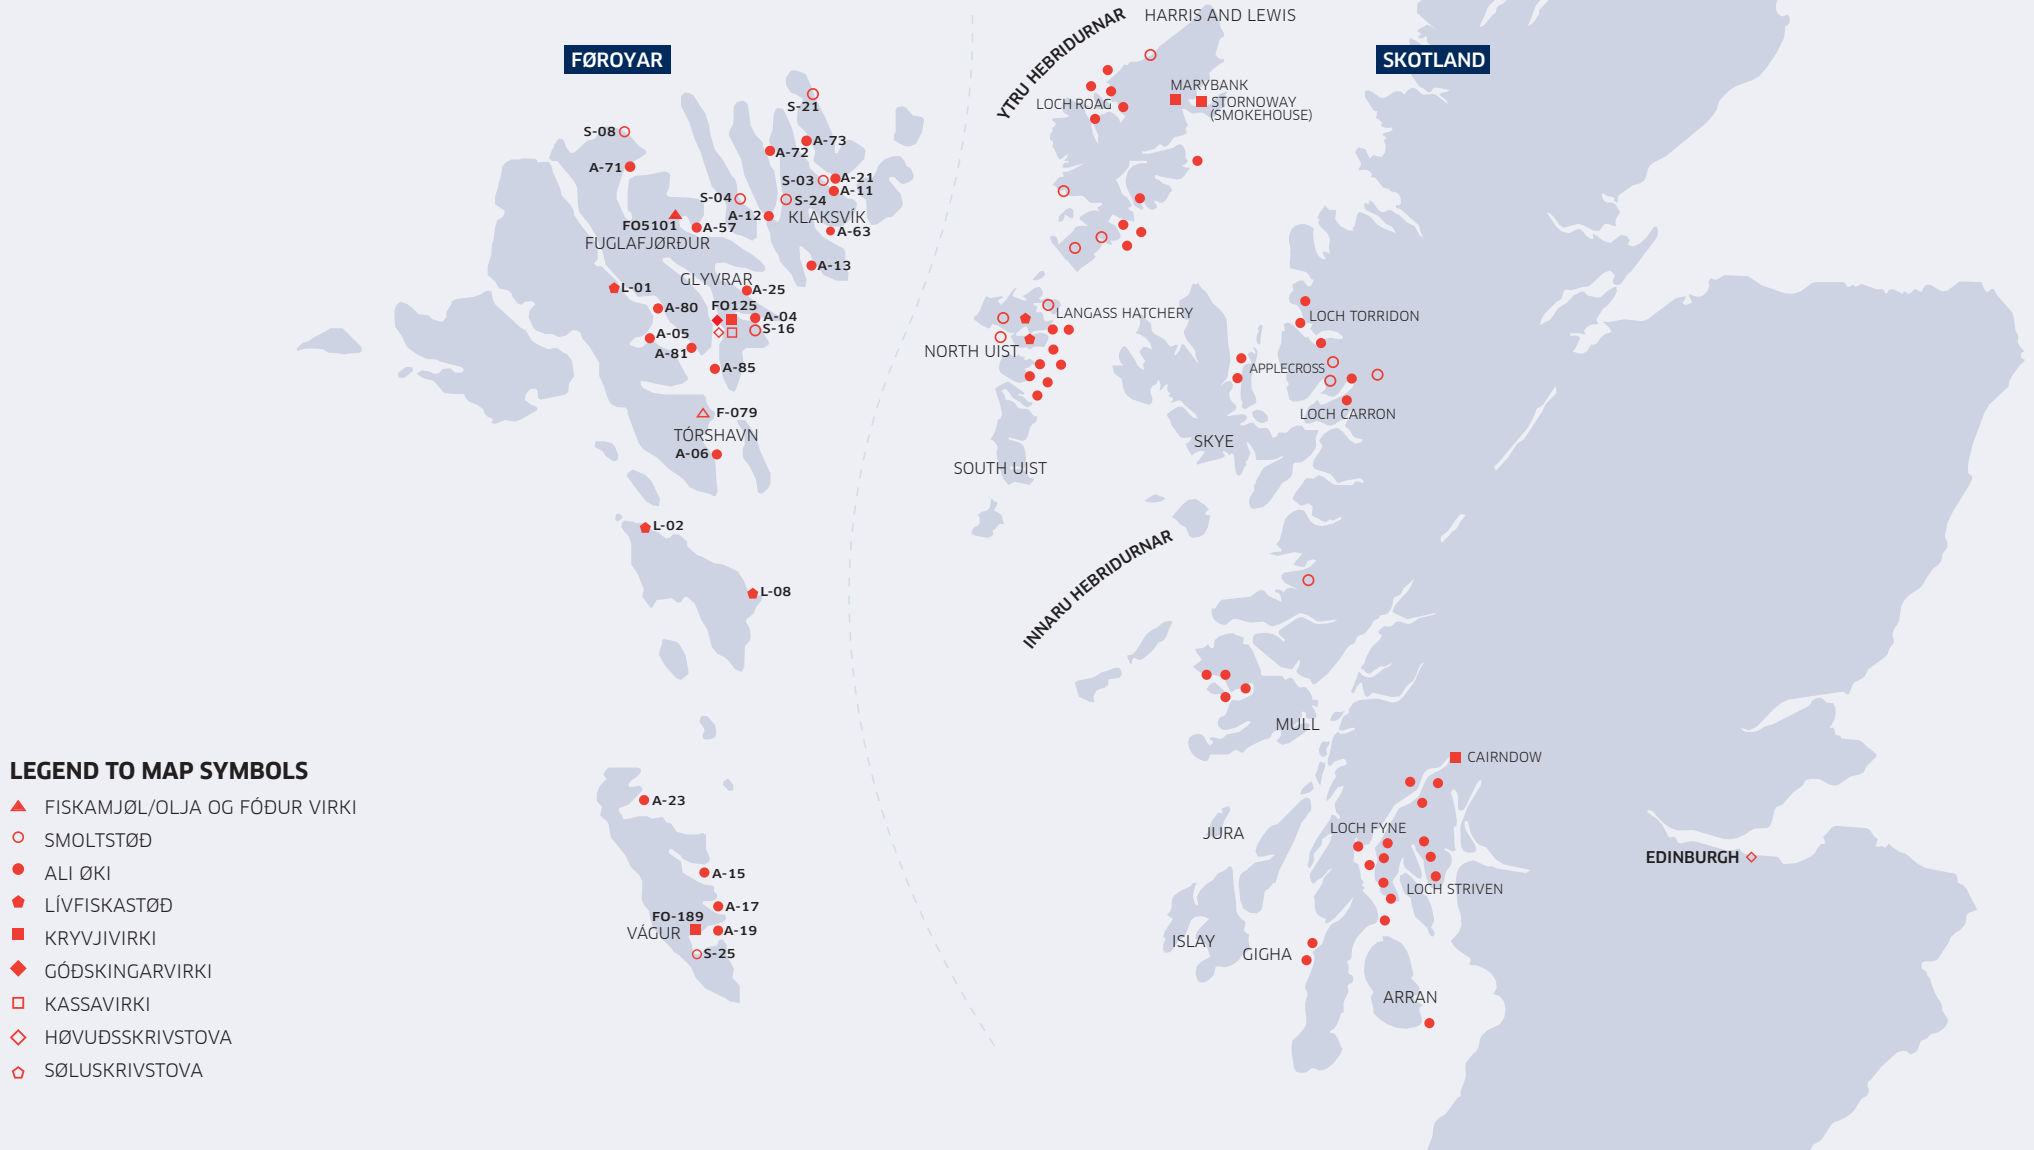 FØROYAR
S-21
S-08
A-73
A-72
A-71
S-03
A-21
A-11
S-04
S-24
A-12
KLAKSVÍK
FO5101
A-57
A-63
FUGLAFJØRÐUR
A-13
GLYVRAR
L-01
A-25
FO125
A-80
A-04
S-16
A-05
A-81
A-85
F-079
TÓRSHAVN
A-06
L-02
L-08
A-23
A-15
A-17
FO-189
VÁGUR
A-19
S-25
YTRU HEBRIDURNAR
HARRIS AND LEWIS
SKOTLAND
MARYBANK
LOCH ROAG
STORNOWAY
(SMOKEHOUSE)
LANGASS HATCHERY
NORTH UIST
SOUTH UIST
LOCH TORRIDON
APPLECROSS
LOCH CARRON
SKYE
INNARU HEBRIDURNAR
MULL
CAIRNDOW
JURA
LOCH FYNE
LOCH STRIVEN
EDINBURGH
ISLAY
GIGHA
ARRAN
LEGEND TO MAP SYMBOLS
FISKAMJØL/OLJA OG FÓÐUR VIRKI
SMOLTSTØÐ
ALI ØKI
LÍVFISKASTØÐ
KRYVJIVIRKI
GÓÐSKINGARVIRKI
KASSAVIRKI
HØVUÐSSKRIVSTOVA
SØLUSKRIVSTOVA